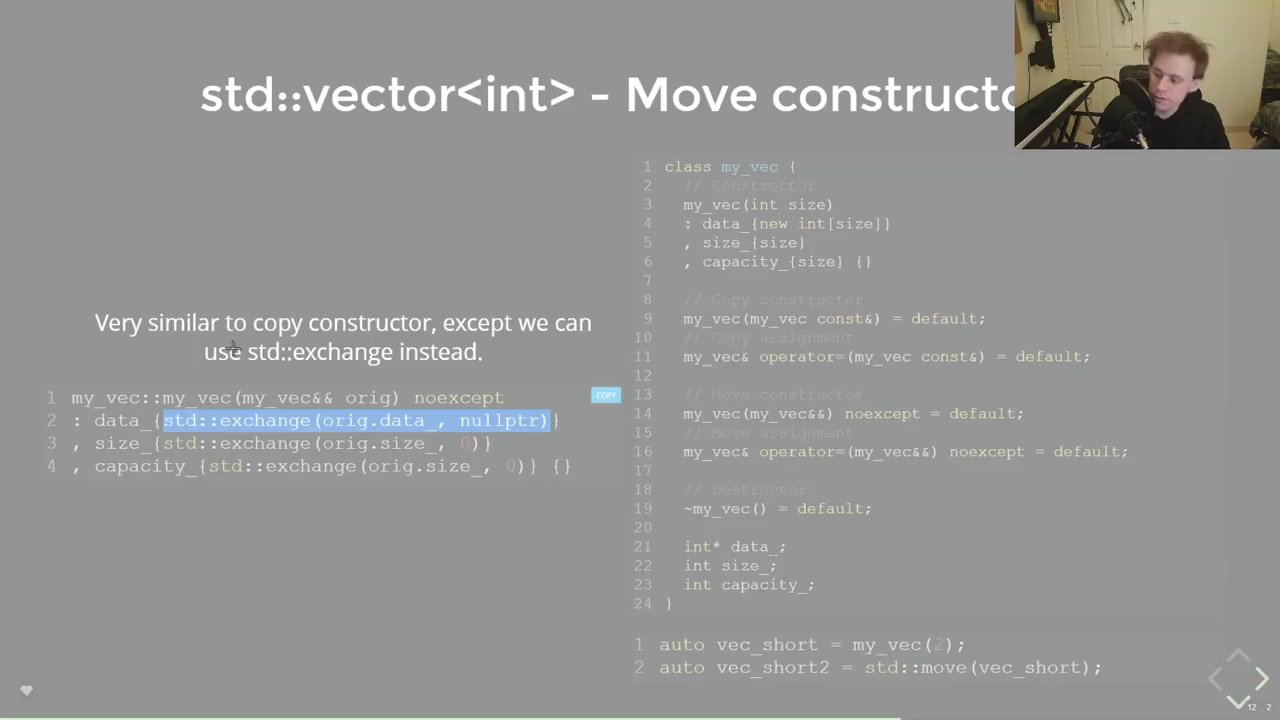 std::vector<int> - Move constructo
Very similar to copy constructor, except we can
use std::exchange instead.
COPY
1 my_vec::my_vec(my_vec&& orig) noexcept
2 : data_{std::exchange(orig.data_, nullptr)}
3 , size_{std::exchange(orig.size_, 0)}
4 , capacity_{std::exchange(orig.size_, 0)} {}
1 class my_vec {
2 // Constructor
3 my_vec(int size)
4 : data_{new int[size]}
5 , size_{size}
6 , capacity_{size} {}
7
8 // Copy constructor
9 my_vec(my_vec const&) = default;
10 // Copy assignment
11 my_vec& operator=(my_vec const&) = default;
12
13 // Move constructor
14 my_vec(my_vec&&) noexcept = default;
15 // Move assignment
16 my_vec& operator=(my_vec&&) noexcept = default;
17
18 // Destructor
19 ~my_vec() = default;
20
21 int* data_;
22 int size_;
23 int capacity_;
24 }
1 auto vec_short = my_vec(2);
2 auto vec_short2 = std::move(vec_short);
12 . 2